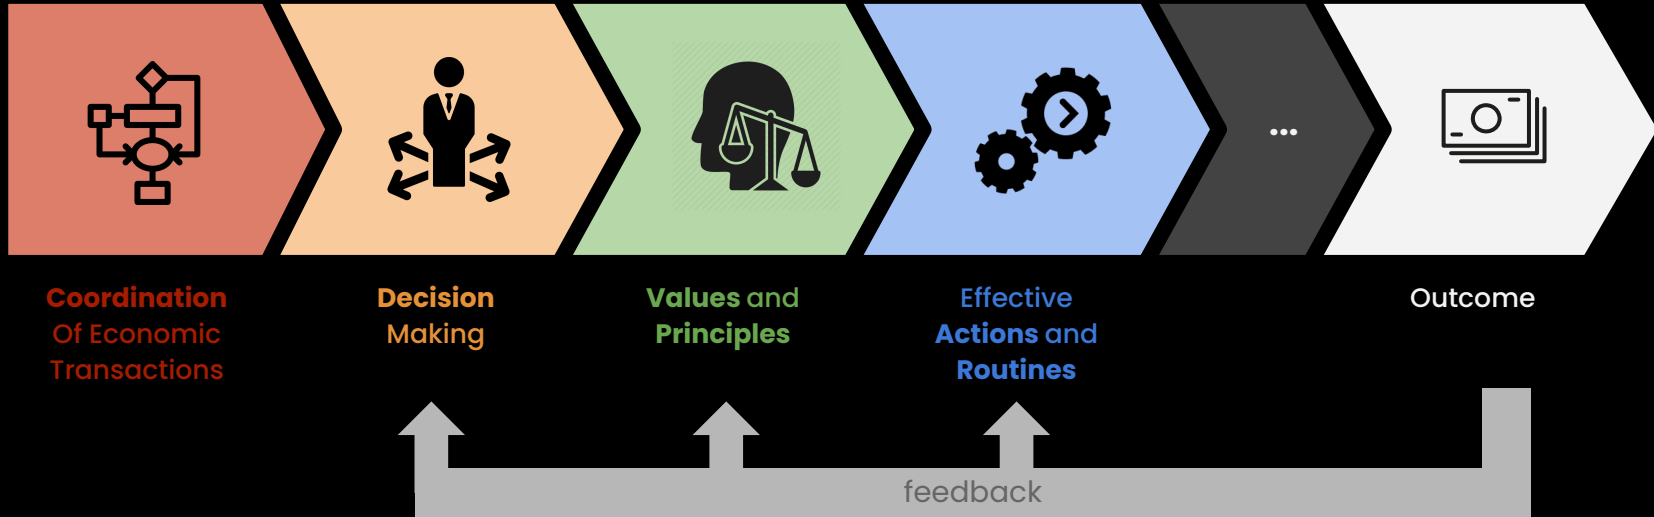 ...
Coordination
Of Economic
Transactions
Decision
Making
Values and
Principles
Effective
Actions and
Routines
Outcome
feedback